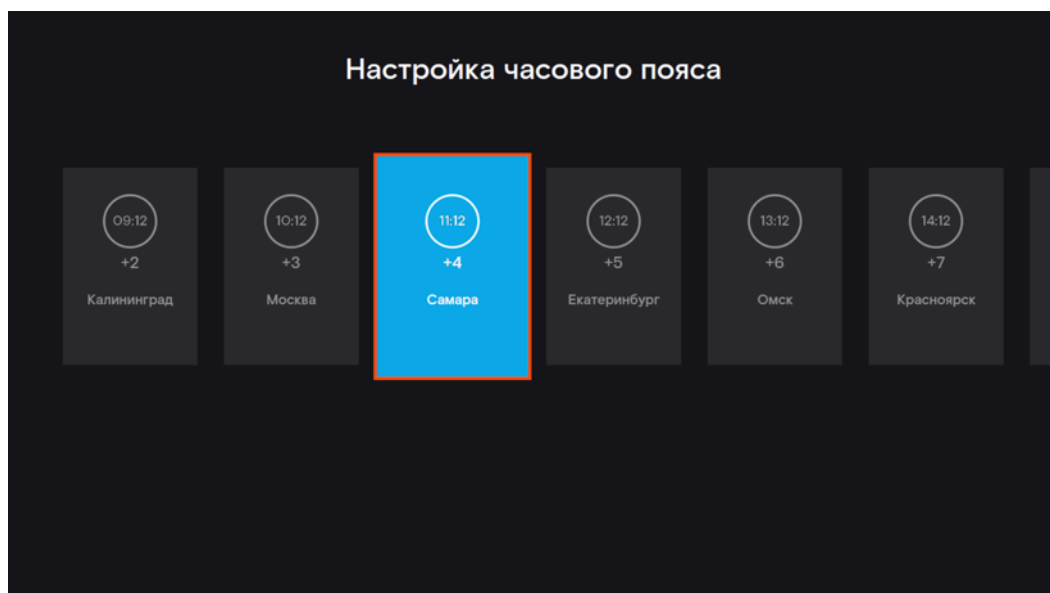 Настройка часового пояса
09:12
+2
Калининград
10:12
+3
Москва
11:12
+4
Самара
12:12
+5
Екатеринбург
13:12
+6
Омск
14:12
+7
Красноярск